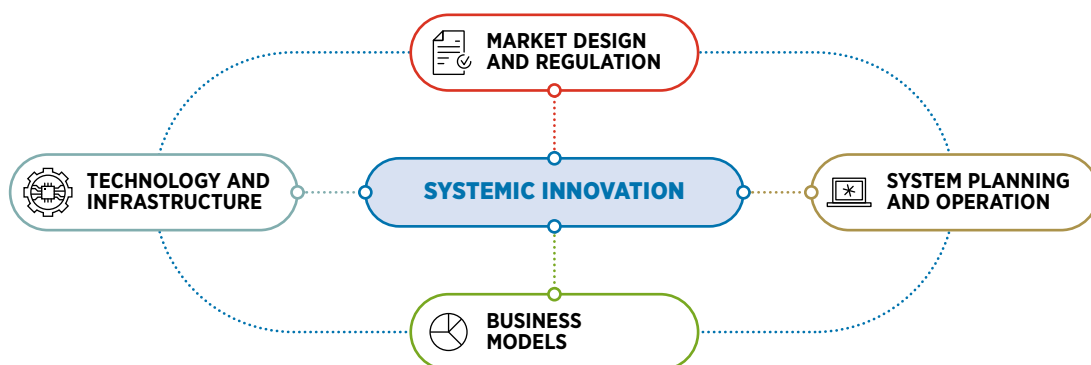 MARKET DESIGN
AND REGULATION
TECHNOLOGY AND
INFRASTRUCTURE
SYSTEMIC INNOVATION
SYSTEM PLANNING
AND OPERATION
BUSINESS
MODELS